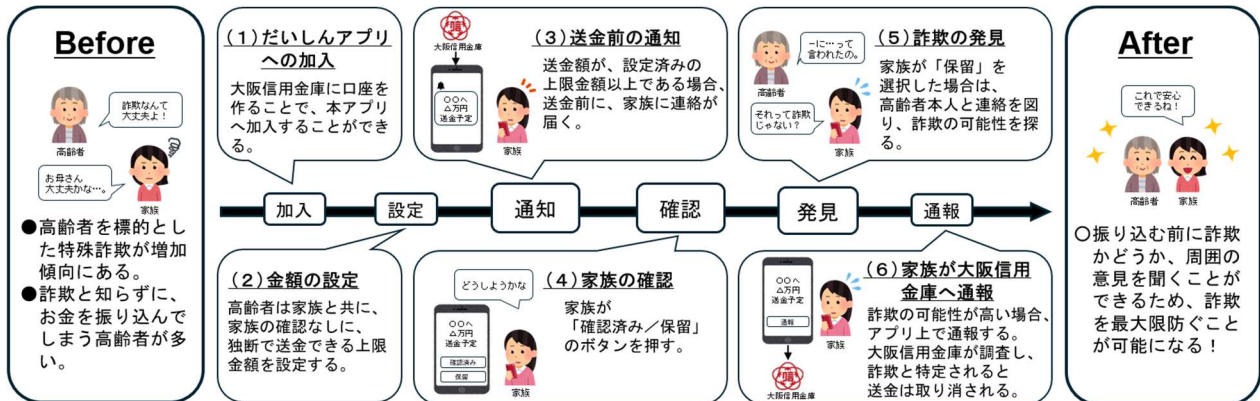 Before
詐欺なんて
大丈夫よ！
高齢者
お母さん
大丈夫かな…。
家族
●高齢者を標的とし
た特殊詐欺が増加
傾向にある。
●詐欺と知らずに、
お金を振り込んで
しまう高齢者が多
い。
（１）だいしんアプリ
への加入
大阪信用金庫に口座を
作ることで、本アプリ
へ加入することができ
る。
大阪信用金庫
○○へ
△万円
送金予定
家族
（３）送金前の通知
送金額が、設定済みの
上限金額以上である場合、
送金前に、家族に連絡が
届く。
ーに…って
言われたの。
高齢者
それって詐欺
じゃない？
家族
（５）詐欺の発見
家族が「保留」を
選択した場合は、
高齢者本人と連絡を図
り、詐欺の可能性を探
る。
加入
設定
通知
確認
発見
通報
（２）金額の設定
高齢者は家族と共に、
家族の確認なしに、
独断で送金できる上限
金額を設定する。
どうしようかな
○○へ
△万円
送金予定
確認済み
保留
家族
（４）家族の確認
家族が
「確認済み／保留」
のボタンを押す。
○○へ
△万円
送金予定
通報
家族
大阪信用金庫
（６）家族が大阪信用
金庫へ通報
詐欺の可能性が高い場合、
アプリ上で通報する。
大阪信用金庫が調査し、
詐欺と特定されると
送金は取り消される。
After
これで安心
できるね！
高齢者
家族
○振り込む前に詐欺
かどうか、周囲の
意見を聞くことが
できるため、詐欺
を最大限防ぐこと
が可能になる！